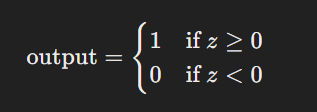 output = { 1 if z ≥ 0
0 if z < 0